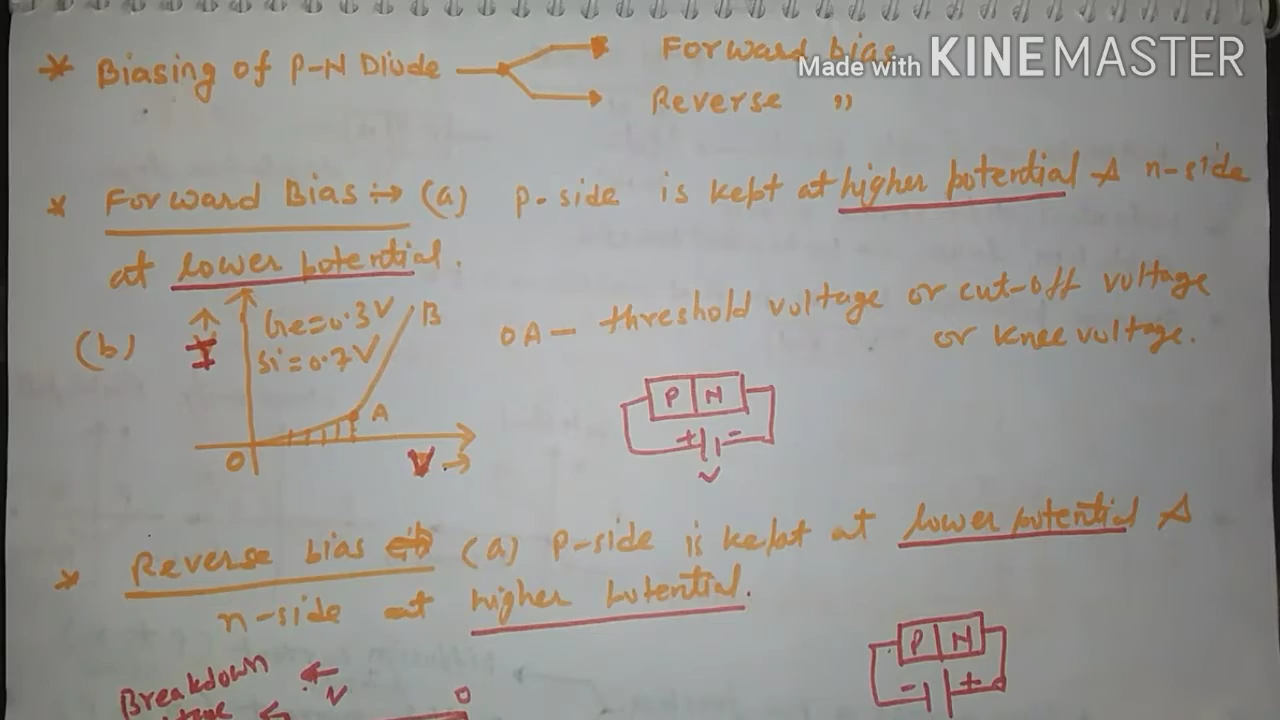 * Biasing of P-N Diode
Forward bias
Made with KINEMASTER
Reverse "
* Forward Bias :→ (a) P-side is kept at higher potential & n-side
at lower potential.
(b) I Ge=0.3V B
Si=0.7V
OA - threshold voltage or cut-off voltage
or knee voltage.
A
O V
P N
+ -
V
* Reverse bias (a) P-side is kept at lower potential &
n-side at higher potential.
P N
- +
Breakdown V O